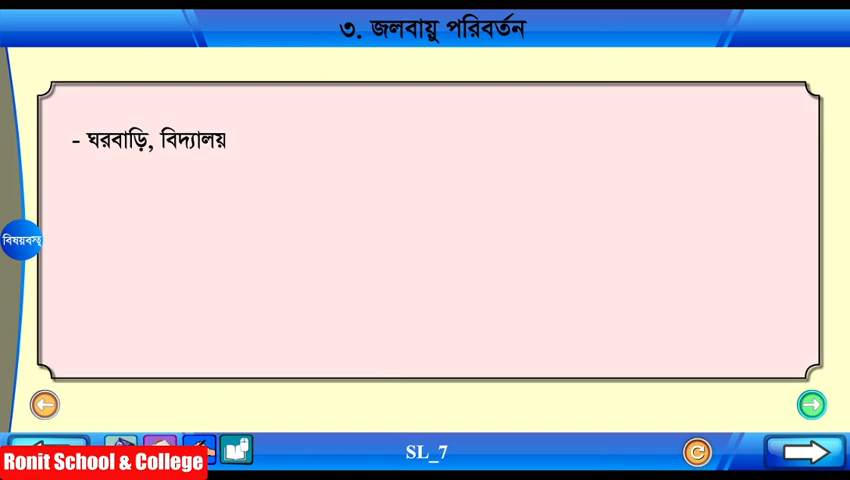 ৩. জলবায়ু পরিবর্তন
- ঘরবাড়ি, বিদ্যালয়
বিষয়বস্তু
SL_7
Ronit School & College